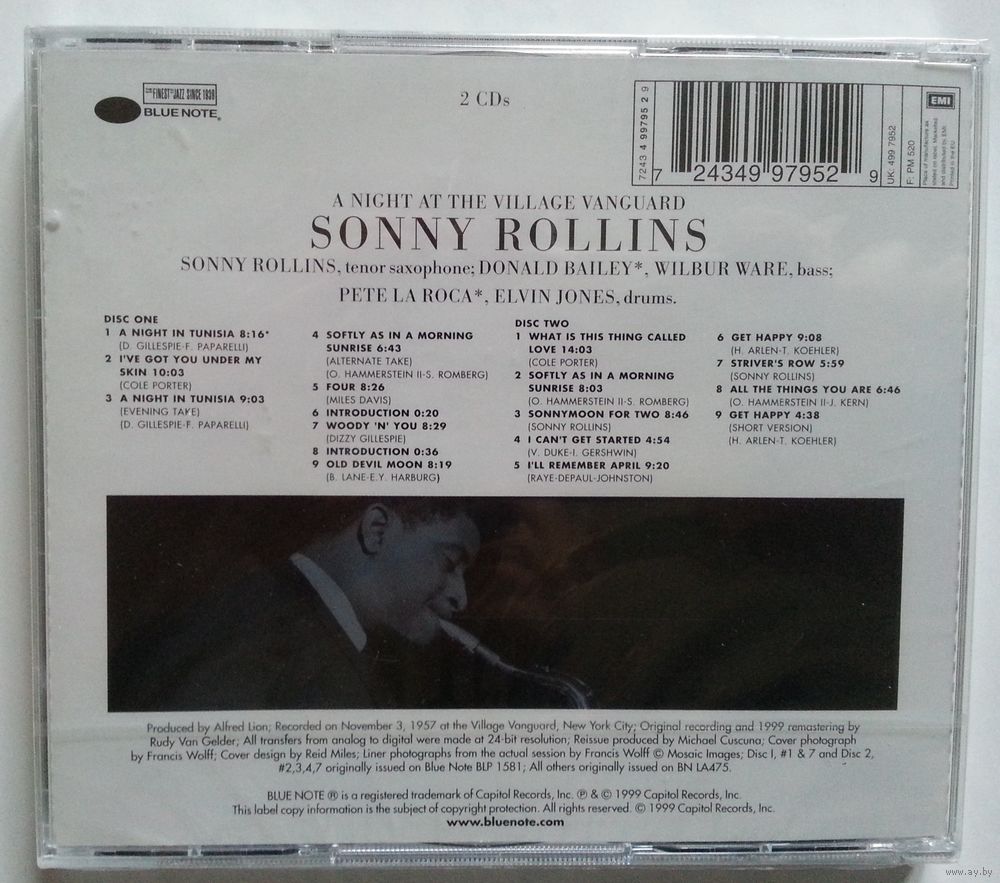 THE FINEST IN JAZZ SINCE 1939
BLUE NOTE®
2 CDs
7243 4 99795 2 9
7 24349 97952 9
UK: 499 7952
F: PM 520
EMI
A NIGHT AT THE VILLAGE VANGUARD
SONNY ROLLINS
SONNY ROLLINS, tenor saxophone; DONALD BAILEY*, WILBUR WARE, bass;
PETE LA ROCA*, ELVIN JONES, drums.
DISC ONE
1 A NIGHT IN TUNISIA 8:16*
(D. GILLESPIE-F. PAPARELLI)
2 I'VE GOT YOU UNDER MY
SKIN 10:03
(COLE PORTER)
3 A NIGHT IN TUNISIA 9:03
(EVENING TAKE)
(D. GILLESPIE-F. PAPARELLI)
4 SOFTLY AS IN A MORNING
SUNRISE 6:43
(ALTERNATE TAKE)
(O. HAMMERSTEIN II-S. ROMBERG)
5 FOUR 8:26
(MILES DAVIS)
6 INTRODUCTION 0:20
7 WOODY 'N' YOU 8:29
(DIZZY GILLESPIE)
8 INTRODUCTION 0:36
9 OLD DEVIL MOON 8:19
(B. LANE-E.Y. HARBURG)
DISC TWO
1 WHAT IS THIS THING CALLED
LOVE 14:03
(COLE PORTER)
2 SOFTLY AS IN A MORNING
SUNRISE 8:03
(O. HAMMERSTEIN II-S. ROMBERG)
3 SONNYMOON FOR TWO 8:46
(SONNY ROLLINS)
4 I CAN'T GET STARTED 4:54
(V. DUKE-I. GERSHWIN)
5 I'LL REMEMBER APRIL 9:20
(RAYE-DEPAUL-JOHNSTON)
6 GET HAPPY 9:08
(H. ARLEN-T. KOEHLER)
7 STRIVER'S ROW 5:59
(SONNY ROLLINS)
8 ALL THE THINGS YOU ARE 6:46
(O. HAMMERSTEIN II-J. KERN)
9 GET HAPPY 4:38
(SHORT VERSION)
(H. ARLEN-T. KOEHLER)
Produced by Alfred Lion; Recorded on November 3, 1957 at the Village Vanguard, New York City; Original recording and 1999 remastering by
Rudy Van Gelder; All transfers from analog to digital were made at 24-bit resolution; Reissue produced by Michael Cuscuna; Cover photograph
by Francis Wolff; Cover design by Reid Miles; Liner photographs from the actual session by Francis Wolff © Mosaic Images; Disc I, #1 & 7 and Disc 2,
#2,3,4,7 originally issued on Blue Note BLP 1581; All others originally issued on BN LA475.
BLUE NOTE ® is a registered trademark of Capitol Records, Inc. ℗ & © 1999 Capitol Records, Inc.
This label copy information is the subject of copyright protection. All rights reserved. © 1999 Capitol Records, Inc.
www.bluenote.com
www.ay.by